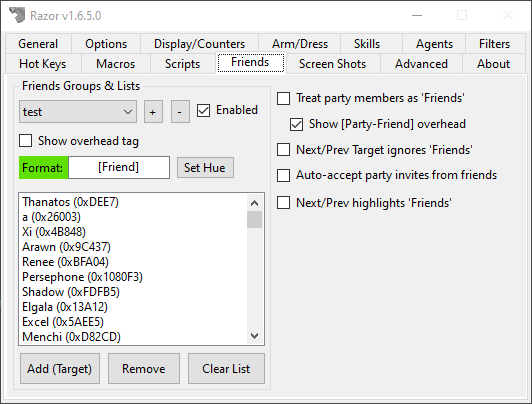 Razor v1.6.5.0
General Options Display/Counters Arm/Dress Skills Agents Filters
Hot Keys Macros Scripts Friends Screen Shots Advanced About
Friends Groups & Lists
test + - Enabled
Show overhead tag
Format: [Friend] Set Hue
Thanatos (0xDEE7)
a (0x26003)
Xi (0x4B848)
Arawn (0x9C437)
Renee (0xBFA04)
Persephone (0x1080F3)
Shadow (0xFDFB5)
Elgala (0x13A12)
Excel (0x5AEE5)
Menchi (0xD82CD)
Add (Target) Remove Clear List
Treat party members as 'Friends'
Show [Party-Friend] overhead
Next/Prev Target ignores 'Friends'
Auto-accept party invites from friends
Next/Prev highlights 'Friends'